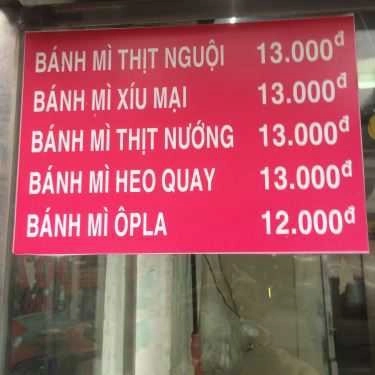 BÁNH MÌ THỊT NGUỘI 13.000đ
BÁNH MÌ XÍU MẠI 13.000đ
BÁNH MÌ THỊT NƯỚNG 13.000đ
BÁNH MÌ HEO QUAY 13.000đ
BÁNH MÌ ÔPLA 12.000đ